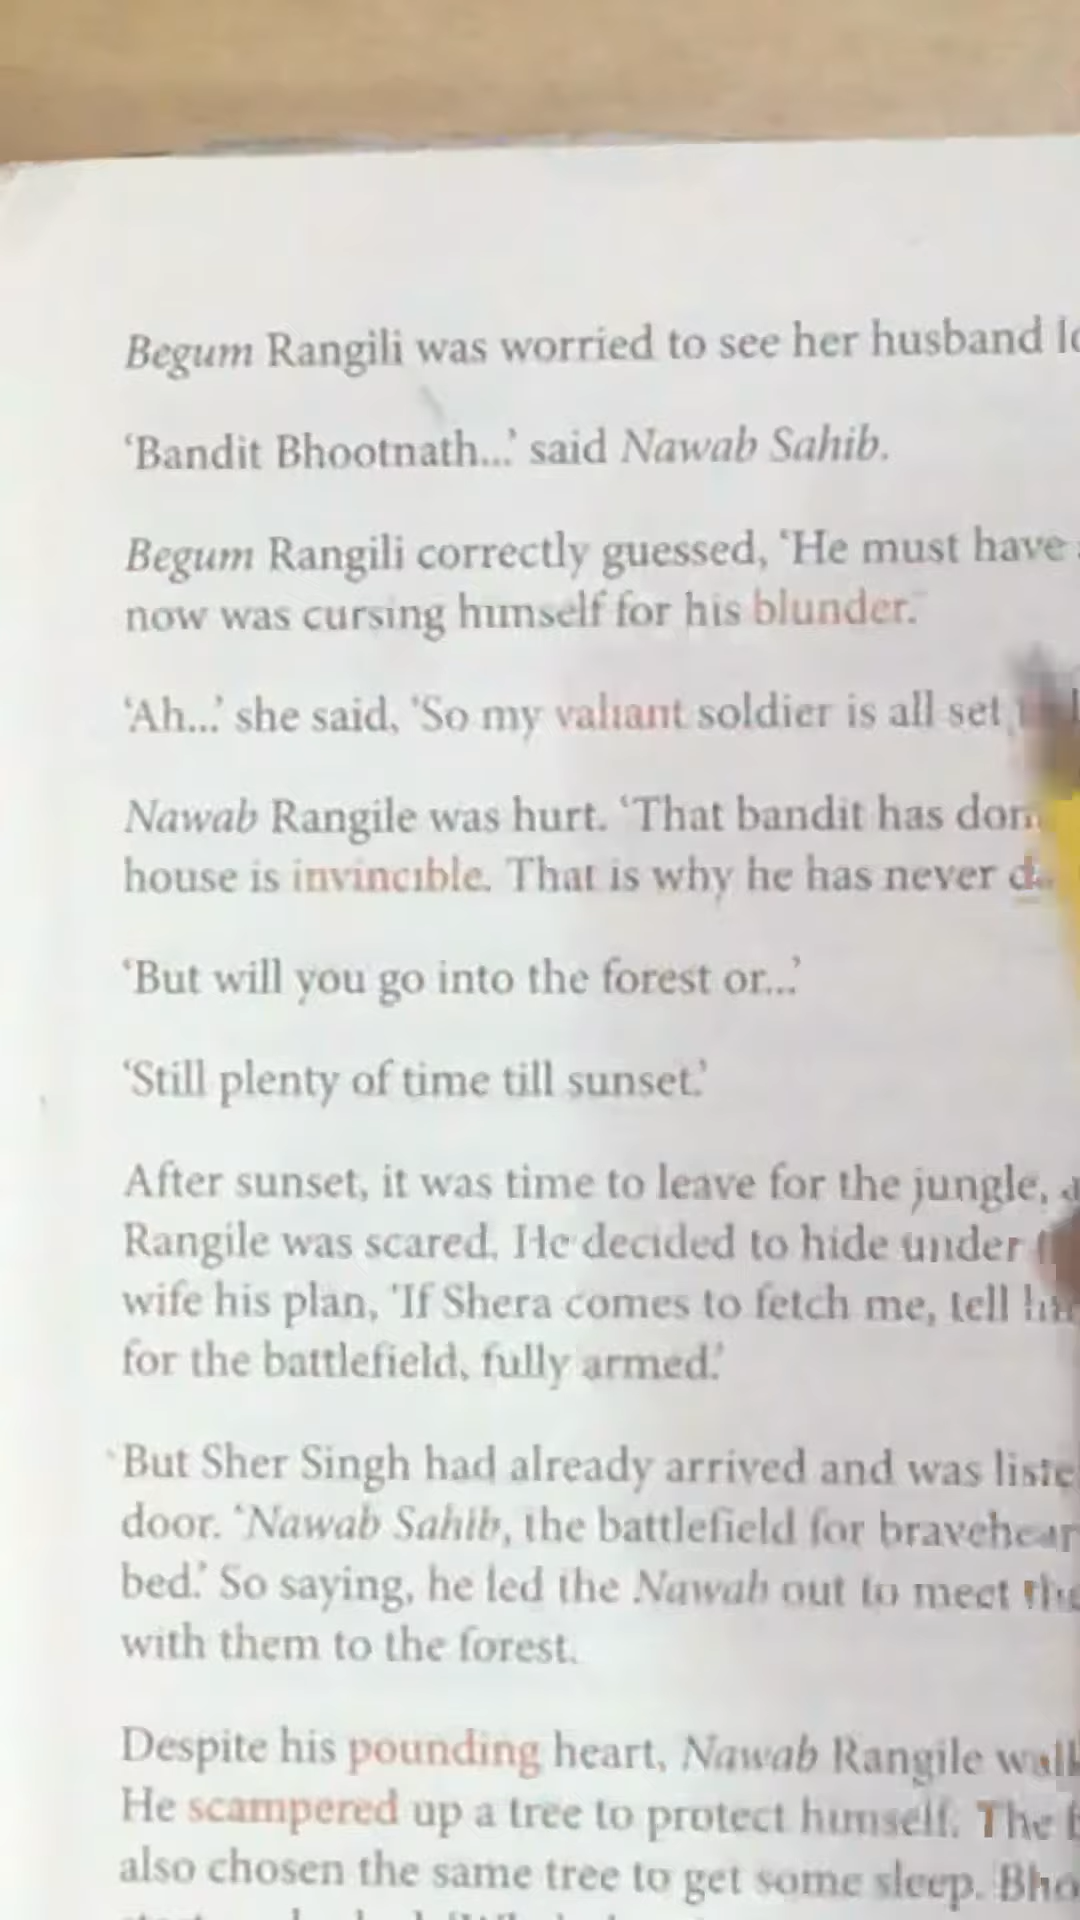 Begum Rangili was worried to see her husband
‘Bandit Bhootnath...’ said Nawab Sahib.
Begum Rangili correctly guessed, ‘He must have
now was cursing himself for his blunder.
‘Ah...’ she said, ‘So my valiant soldier is all set
Nawab Rangile was hurt. ‘That bandit has
house is invincible. That is why he has never
‘But will you go into the forest or...’
‘Still plenty of time till sunset.’
After sunset, it was time to leave for the jungle,
Rangile was scared. He decided to hide under
wife his plan, ‘If Shera comes to fetch me, tell
for the battlefield, fully armed.’
But Sher Singh had already arrived and was
door. ‘Nawab Sahib, the battlefield for
bed.’ So saying, he led the Nawab out to meet
with them to the forest.
Despite his pounding heart, Nawab Rangile
He scampered up a tree to protect himself. The
also chosen the same tree to get some sleep.